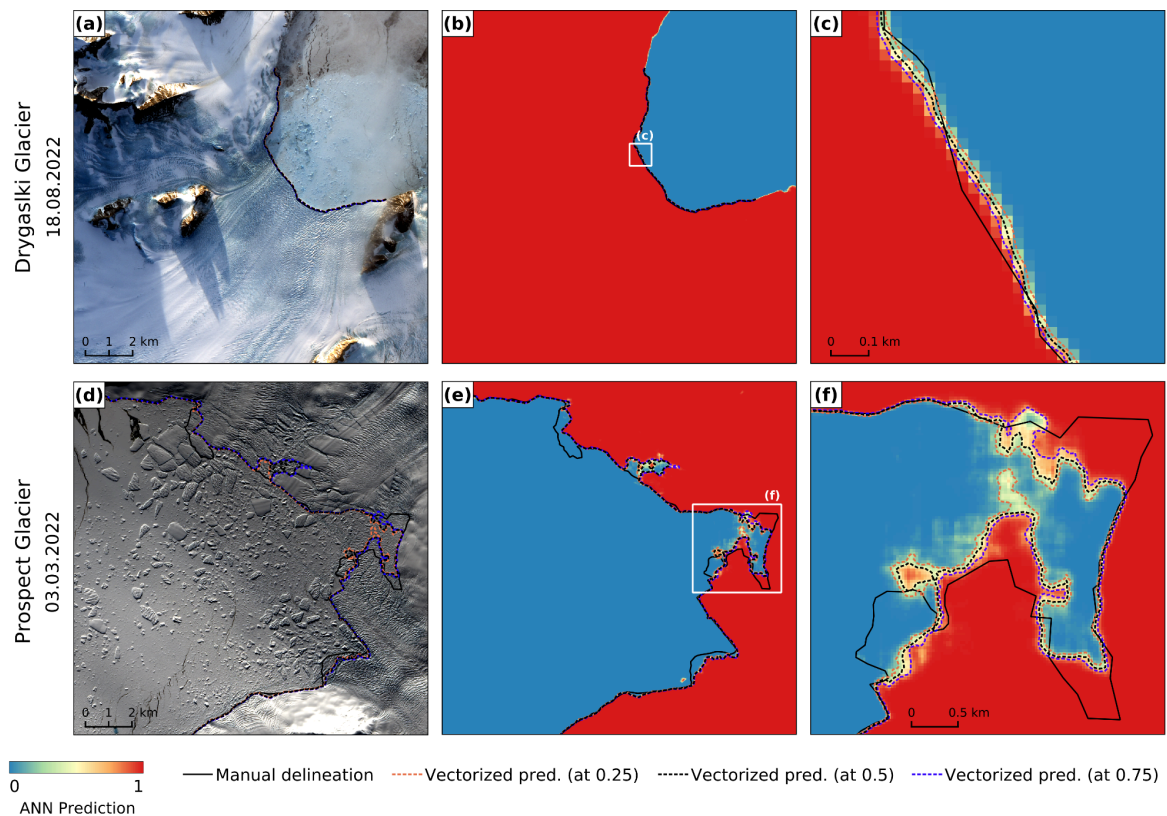 (a)
(b)
(c)
Drygaslki Glacier
18.08.2022
(c)
0 1 2 km
0 0.1 km
(d)
(e)
(f)
Prospect Glacier
03.03.2022
(f)
0 1 2 km
0 0.5 km
0 1
ANN Prediction
Manual delineation
Vectorized pred. (at 0.25)
Vectorized pred. (at 0.5)
Vectorized pred. (at 0.75)